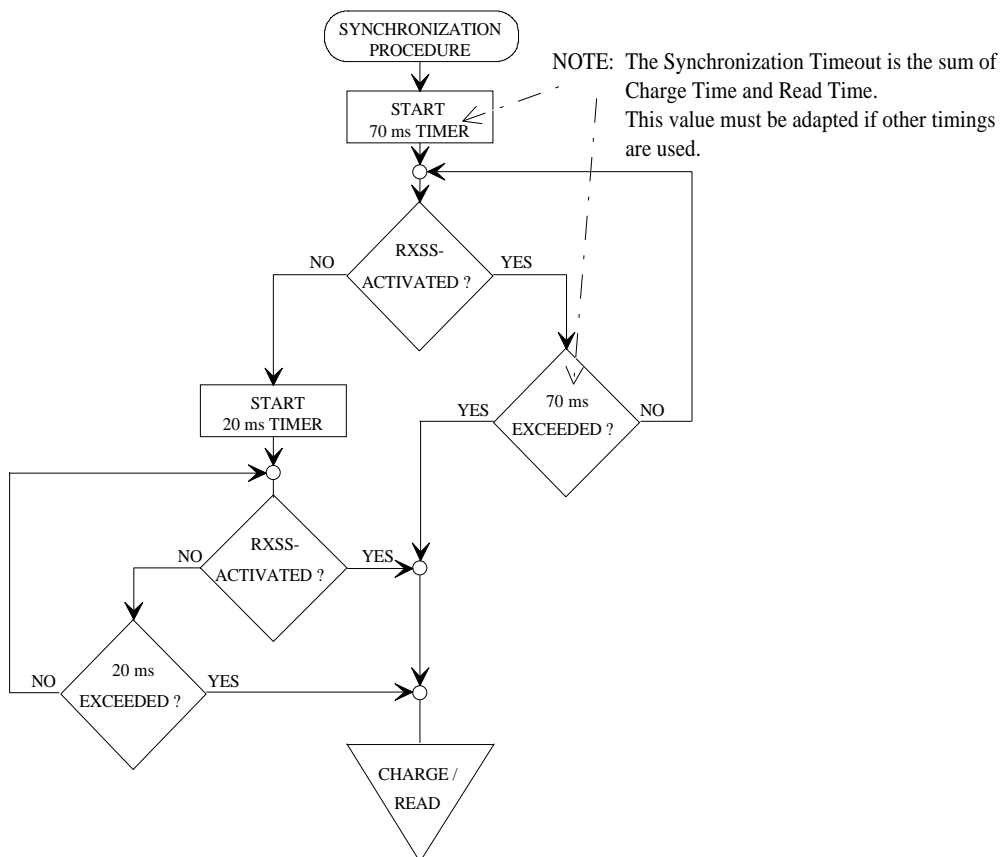 SYNCHRONIZATION
PROCEDURE
NOTE: The Synchronization Timeout is the sum of
Charge Time and Read Time.
This value must be adapted if other timings
are used.
START
70 ms TIMER
RXSS-
ACTIVATED ?
NO
YES
START
20 ms TIMER
70 ms
EXCEEDED ?
YES
NO
RXSS-
ACTIVATED ?
NO
YES
20 ms
EXCEEDED ?
NO
YES
CHARGE /
READ